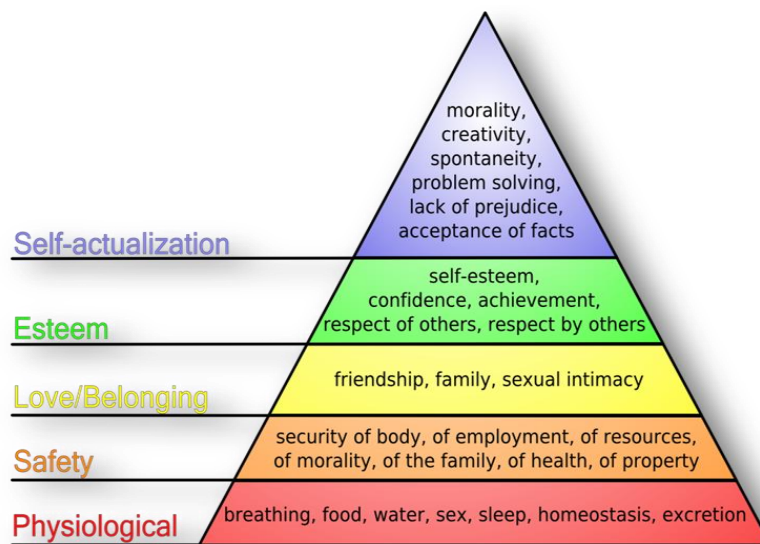 morality,
creativity,
spontaneity,
problem solving,
lack of prejudice,
acceptance of facts
Self-actualization
self-esteem,
confidence, achievement,
respect of others, respect by others
Esteem
friendship, family, sexual intimacy
Love/Belonging
security of body, of employment, of resources,
of morality, of the family, of health, of property
Safety
breathing, food, water, sex, sleep, homeostasis, excretion
Physiological